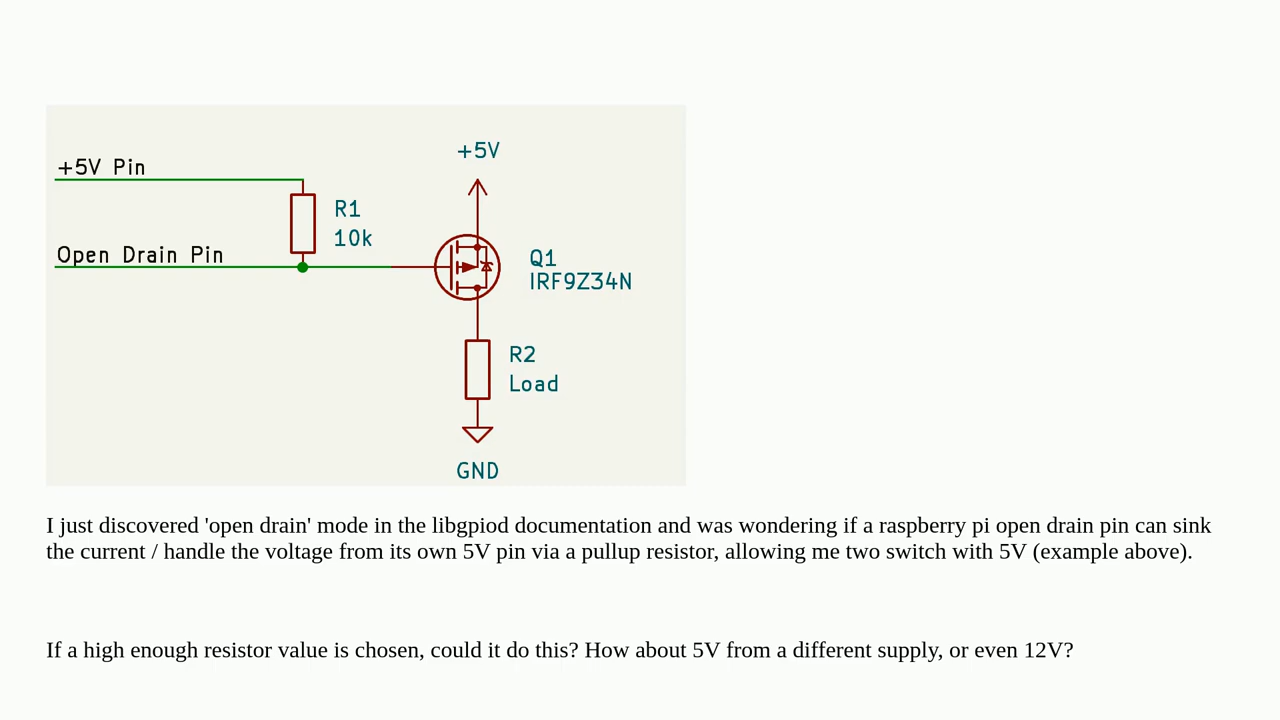 +5V
+5V Pin
R1
10k
Open Drain Pin
Q1
IRF9Z34N
R2
Load
GND
I just discovered 'open drain' mode in the libgpiod documentation and was wondering if a raspberry pi open drain pin can sink
the current / handle the voltage from its own 5V pin via a pullup resistor, allowing me two switch with 5V (example above).
If a high enough resistor value is chosen, could it do this? How about 5V from a different supply, or even 12V?